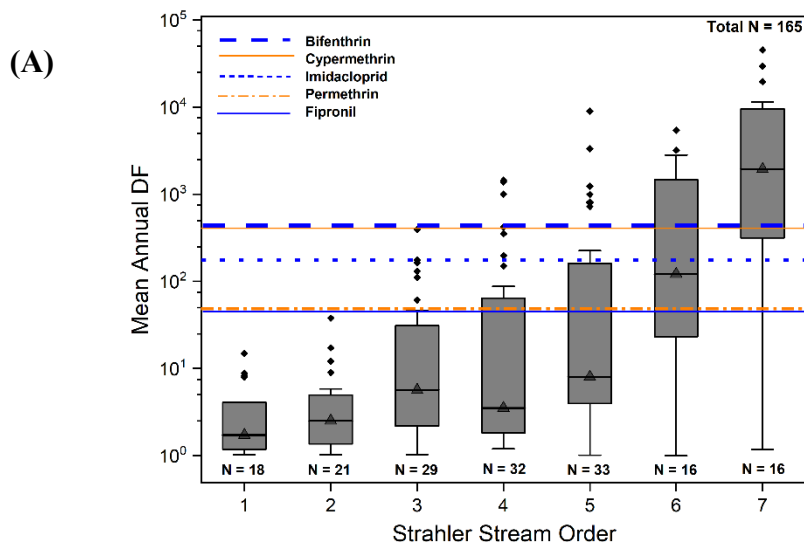 (A)
Total N = 165
Bifenthrin
Cypermethrin
Imidacloprid
Permethrin
Fipronil
Mean Annual DF
10^5
10^4
10^3
10^2
10^1
10^0
N = 18 N = 21 N = 29 N = 32 N = 33 N = 16 N = 16
1 2 3 4 5 6 7
Strahler Stream Order